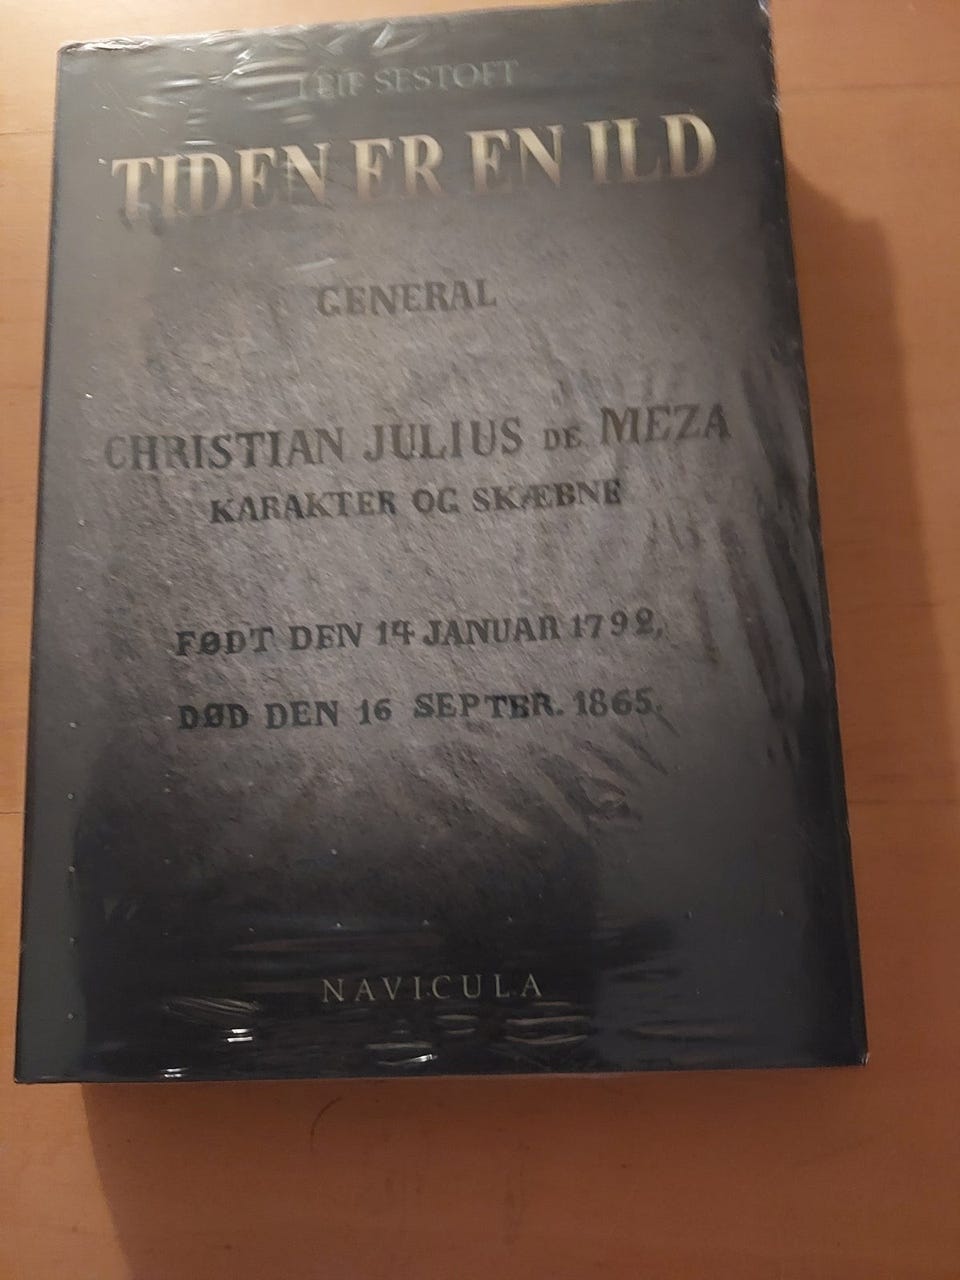 LEIF SESTOFT
TIDEN ER EN ILD
GENERAL
CHRISTIAN JULIUS DE MEZA
KARAKTER OG SKÆBNE
FØDT DEN 14 JANUAR 1792,
DØD DEN 16 SEPTBR. 1865.
NAVICULA